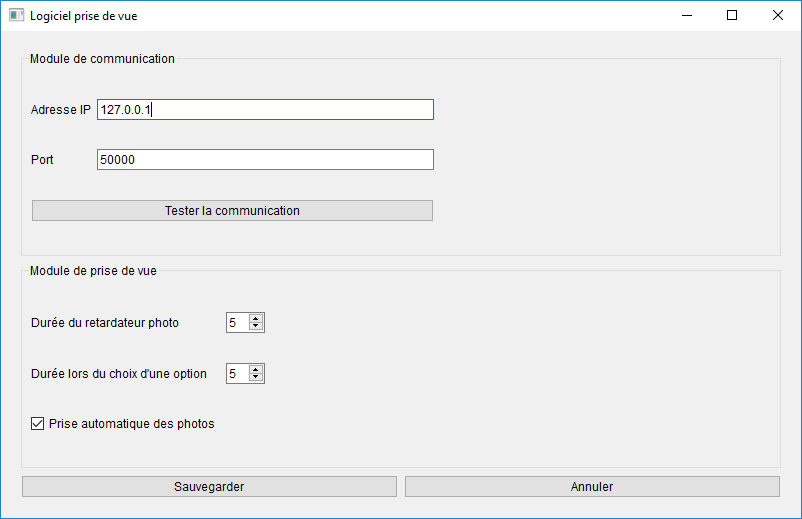 Logiciel prise de vue
Module de communication
Adresse IP 127.0.0.1
Port 50000
Tester la communication
Module de prise de vue
Durée du retardateur photo 5
Durée lors du choix d'une option 5
Prise automatique des photos
Sauvegarder Annuler